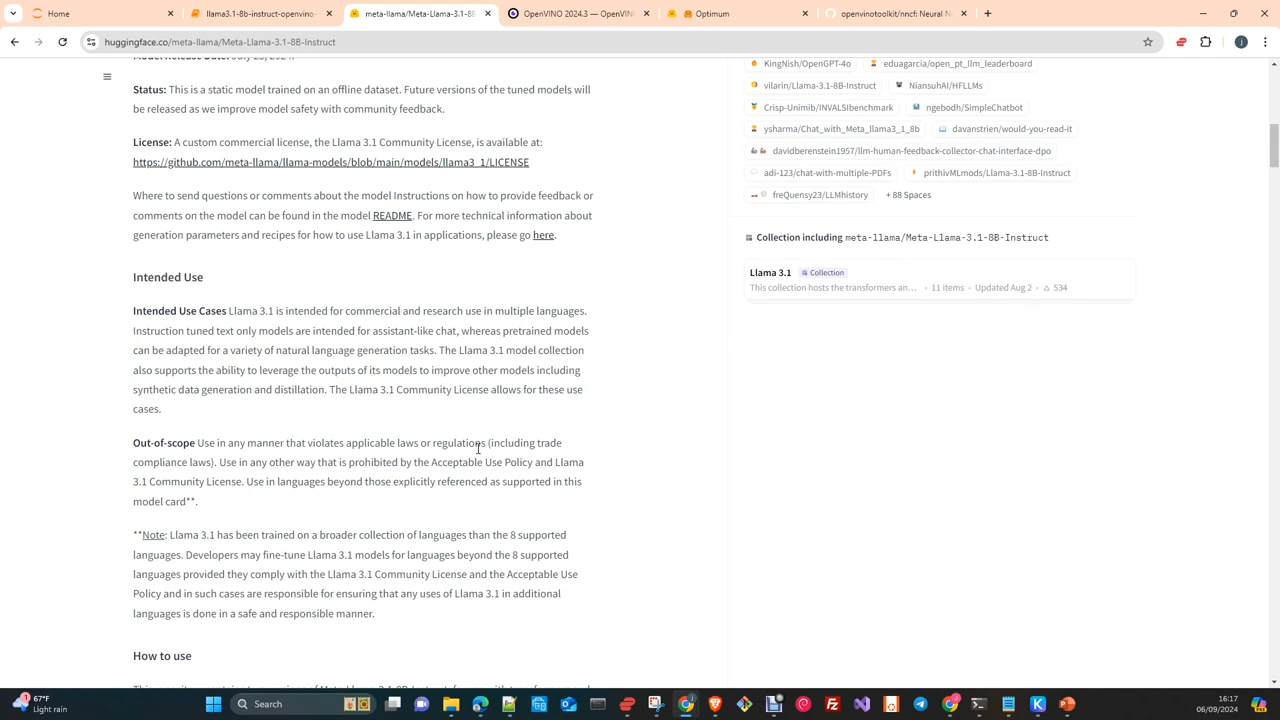 Home
llama3.1-8b-instruct-openvino-
meta-llama/Meta-Llama-3.1-8B
OpenVINO 2024.3 — OpenVIN
Optimum
openvinotoolkit/nncf: Neural N
huggingface.co/meta-llama/Meta-Llama-3.1-8B-Instruct
Status: This is a static model trained on an offline dataset. Future versions of the tuned models will
be released as we improve model safety with community feedback.
License: A custom commercial license, the Llama 3.1 Community License, is available at:
https://github.com/meta-llama/llama-models/blob/main/models/llama3_1/LICENSE
Where to send questions or comments about the model Instructions on how to provide feedback or
comments on the model can be found in the model README. For more technical information about
generation parameters and recipes for how to use Llama 3.1 in applications, please go here.
Intended Use
Intended Use Cases Llama 3.1 is intended for commercial and research use in multiple languages.
Instruction tuned text only models are intended for assistant-like chat, whereas pretrained models
can be adapted for a variety of natural language generation tasks. The Llama 3.1 model collection
also supports the ability to leverage the outputs of its models to improve other models including
synthetic data generation and distillation. The Llama 3.1 Community License allows for these use
cases.
Out-of-scope Use in any manner that violates applicable laws or regulations (including trade
compliance laws). Use in any other way that is prohibited by the Acceptable Use Policy and Llama
3.1 Community License. Use in languages beyond those explicitly referenced as supported in this
model card**.
**Note: Llama 3.1 has been trained on a broader collection of languages than the 8 supported
languages. Developers may fine-tune Llama 3.1 models for languages beyond the 8 supported
languages provided they comply with the Llama 3.1 Community License and the Acceptable Use
Policy and in such cases are responsible for ensuring that any uses of Llama 3.1 in additional
languages is done in a safe and responsible manner.
How to use
KingNish/OpenGPT-4o eduagarcia/open_pt_llm_leaderboard
vilarin/Llama-3.1-8B-Instruct NiansuhAI/HFLLMs
Crisp-Unimib/INVALSIbenchmark ngebodh/SimpleChatbot
ysharma/Chat_with_Meta_llama3_1_8b davanstrien/would-you-read-it
davidberenstein1957/llm-human-feedback-collector-chat-interface-dpo
adi-123/chat-with-multiple-PDFs prithivMLmods/Llama-3.1-8B-Instruct
freQuensy23/LLMhistory + 88 Spaces
Collection including meta-llama/Meta-Llama-3.1-8B-Instruct
Llama 3.1 Collection
This collection hosts the transformers an... • 11 items • Updated Aug 2 • 534
1
67°F
Light rain
Search
16:17
06/09/2024